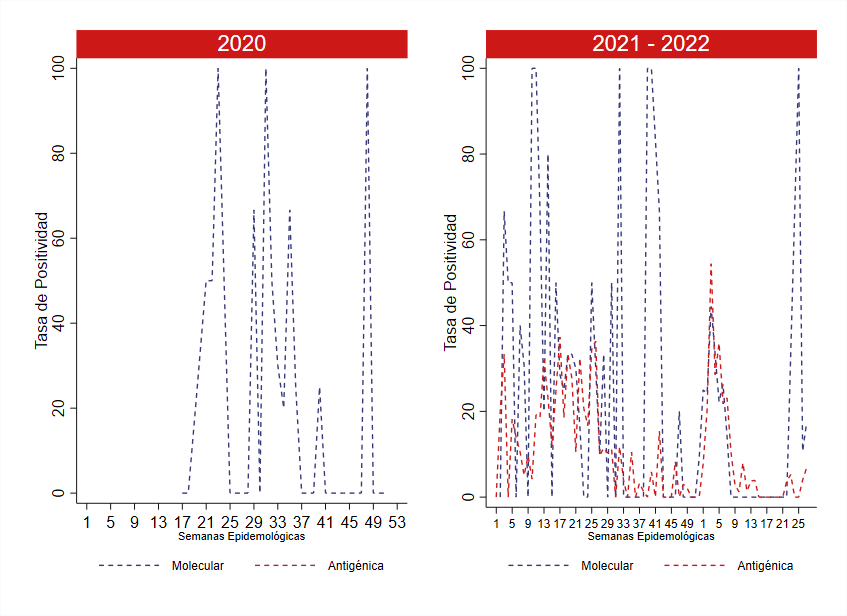 2020
Tasa de Positividad
100
80
60
40
20
0
1 5 9 13 17 21 25 29 33 37 41 45 49 53
Semanas Epidemológicas
Molecular Antigénica
2021 - 2022
Tasa de Positividad
100
80
60
40
20
0
1 5 9 13 17 21 25 29 33 37 41 45 49 1 5 9 13 17 21 25
Semanas Epidemológicas
Molecular Antigénica